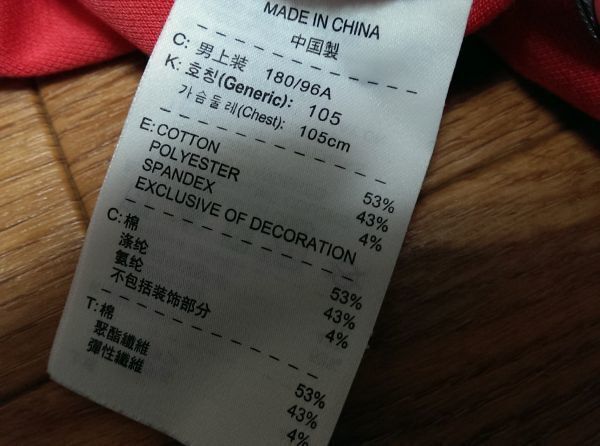 MADE IN CHINA
中国製
C: 男上装 180/96A
K: 호칭(Generic): 105
가슴둘레(Chest): 105cm
E: COTTON 53%
POLYESTER 43%
SPANDEX 4%
EXCLUSIVE OF DECORATION
C: 棉 53%
涤纶 43%
氨纶 4%
不包括装饰部分
T: 棉 53%
聚酯纖維 43%
彈性纖維 4%